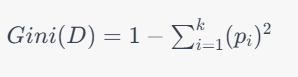 Gini(D) = 1 − ∑_{i=1}^{k}(p_i)^2